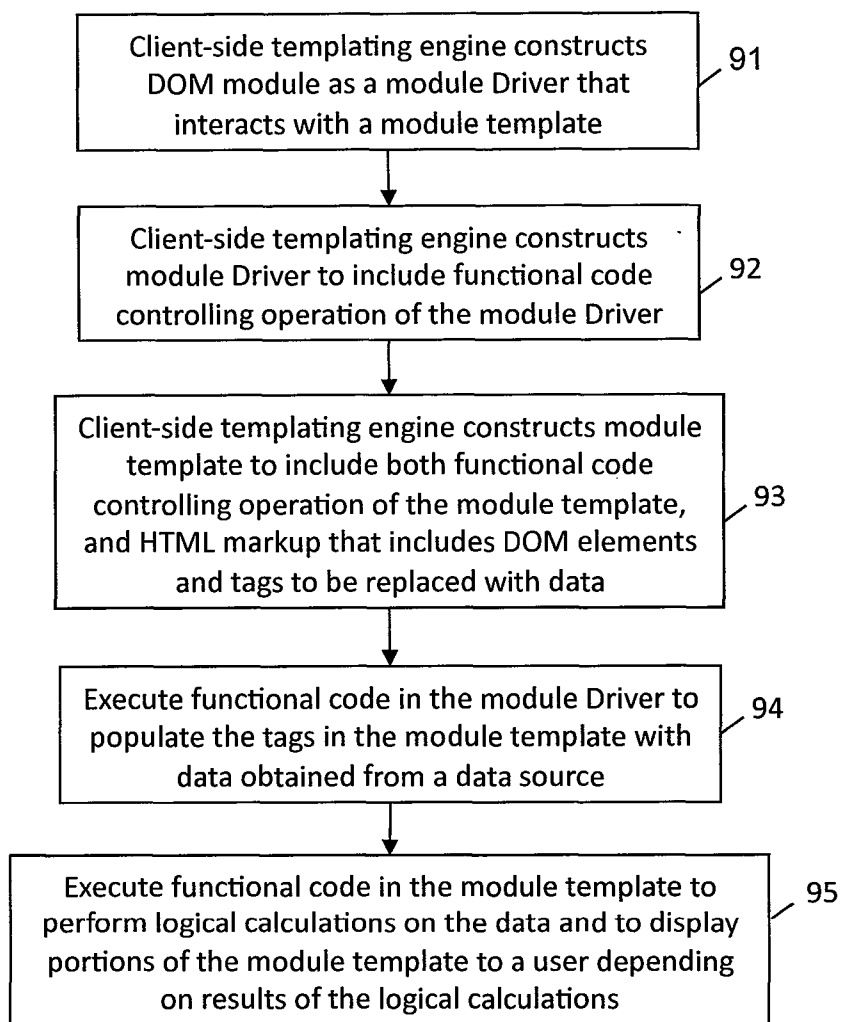 Client-side templating engine constructs
DOM module as a module Driver that
interacts with a module template
91
Client-side templating engine constructs
module Driver to include functional code
controlling operation of the module Driver
92
Client-side templating engine constructs module
template to include both functional code
controlling operation of the module template,
and HTML markup that includes DOM elements
and tags to be replaced with data
93
Execute functional code in the module Driver to
populate the tags in the module template with
data obtained from a data source
94
Execute functional code in the module template to
perform logical calculations on the data and to display
portions of the module template to a user depending
on results of the logical calculations
95